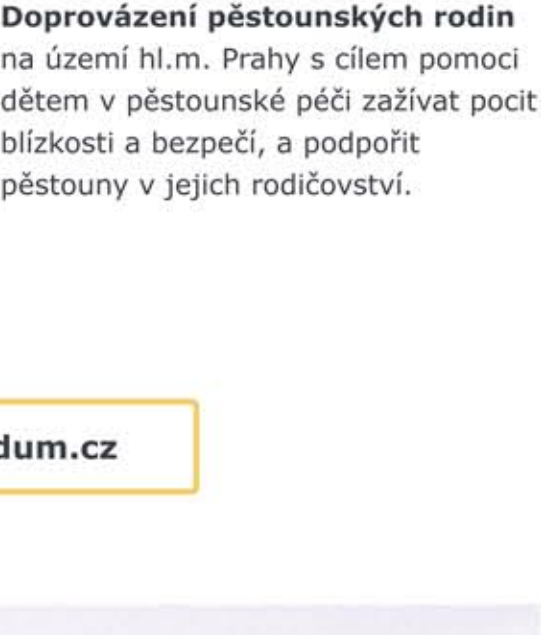 Doprovázení pěstounských rodin
na území hl.m. Prahy s cílem pomoci
dětem v pěstounské péči zažívat pocit
blízkosti a bezpečí, a podpořit
pěstouny v jejich rodičovství.
dum.cz